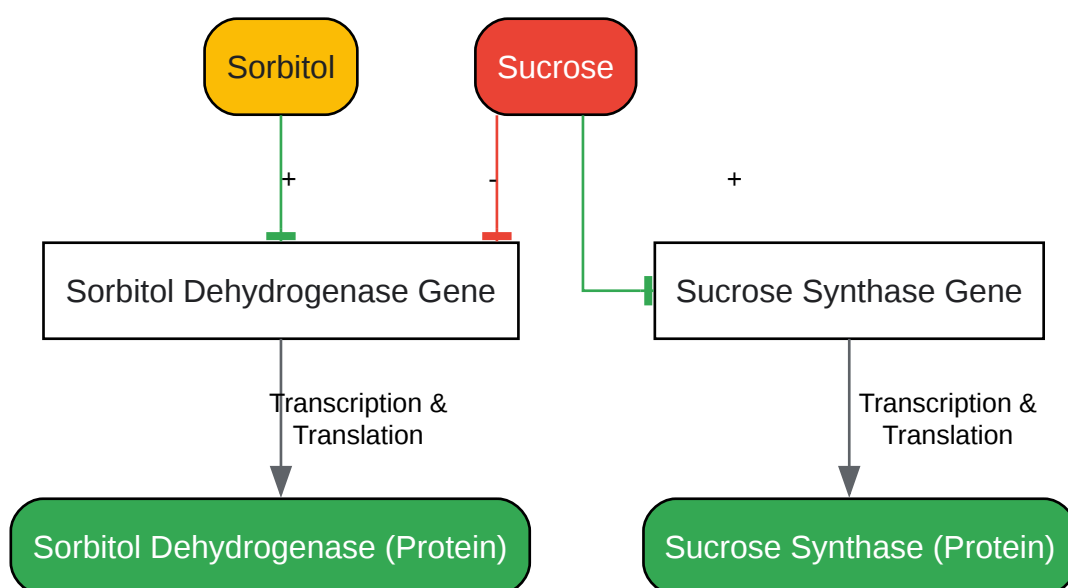 Sorbitol
Sucrose
+
-
+
Sorbitol Dehydrogenase Gene
Sucrose Synthase Gene
Transcription &
Translation
Transcription &
Translation
Sorbitol Dehydrogenase (Protein)
Sucrose Synthase (Protein)